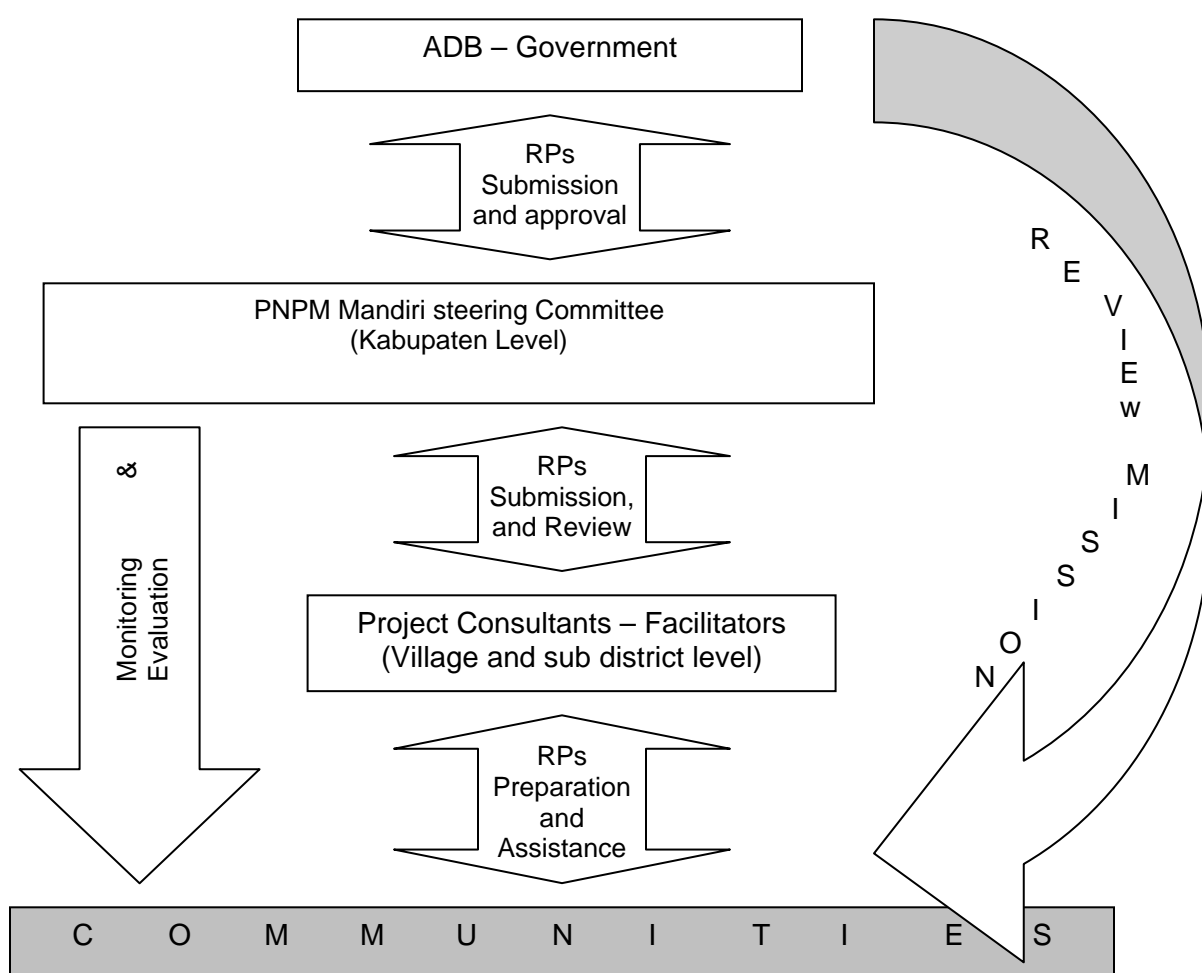 ADB – Government
RPs
Submission
and approval
PNPM Mandiri steering Committee
(Kabupaten Level)
Monitoring &
Evaluation
RPs
Submission,
and Review
Project Consultants – Facilitators
(Village and sub district level)
RPs
Preparation
and
Assistance
R E V I E w M I S S I O N
C O M M U N I T I E S